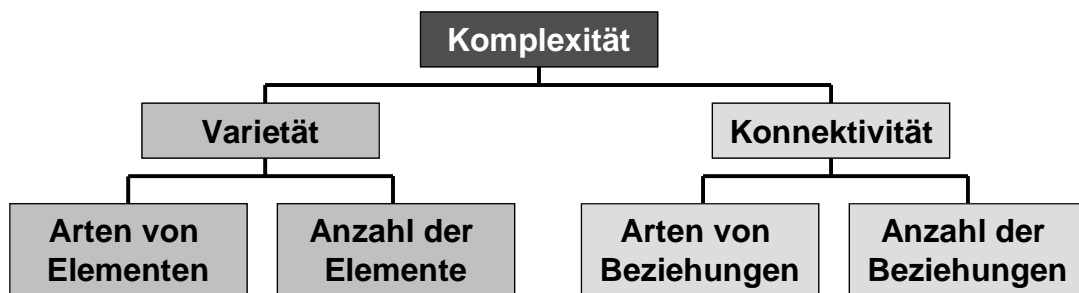 Komplexität
Varietät
Konnektivität
Arten von
Elementen
Anzahl der
Elemente
Arten von
Beziehungen
Anzahl der
Beziehungen